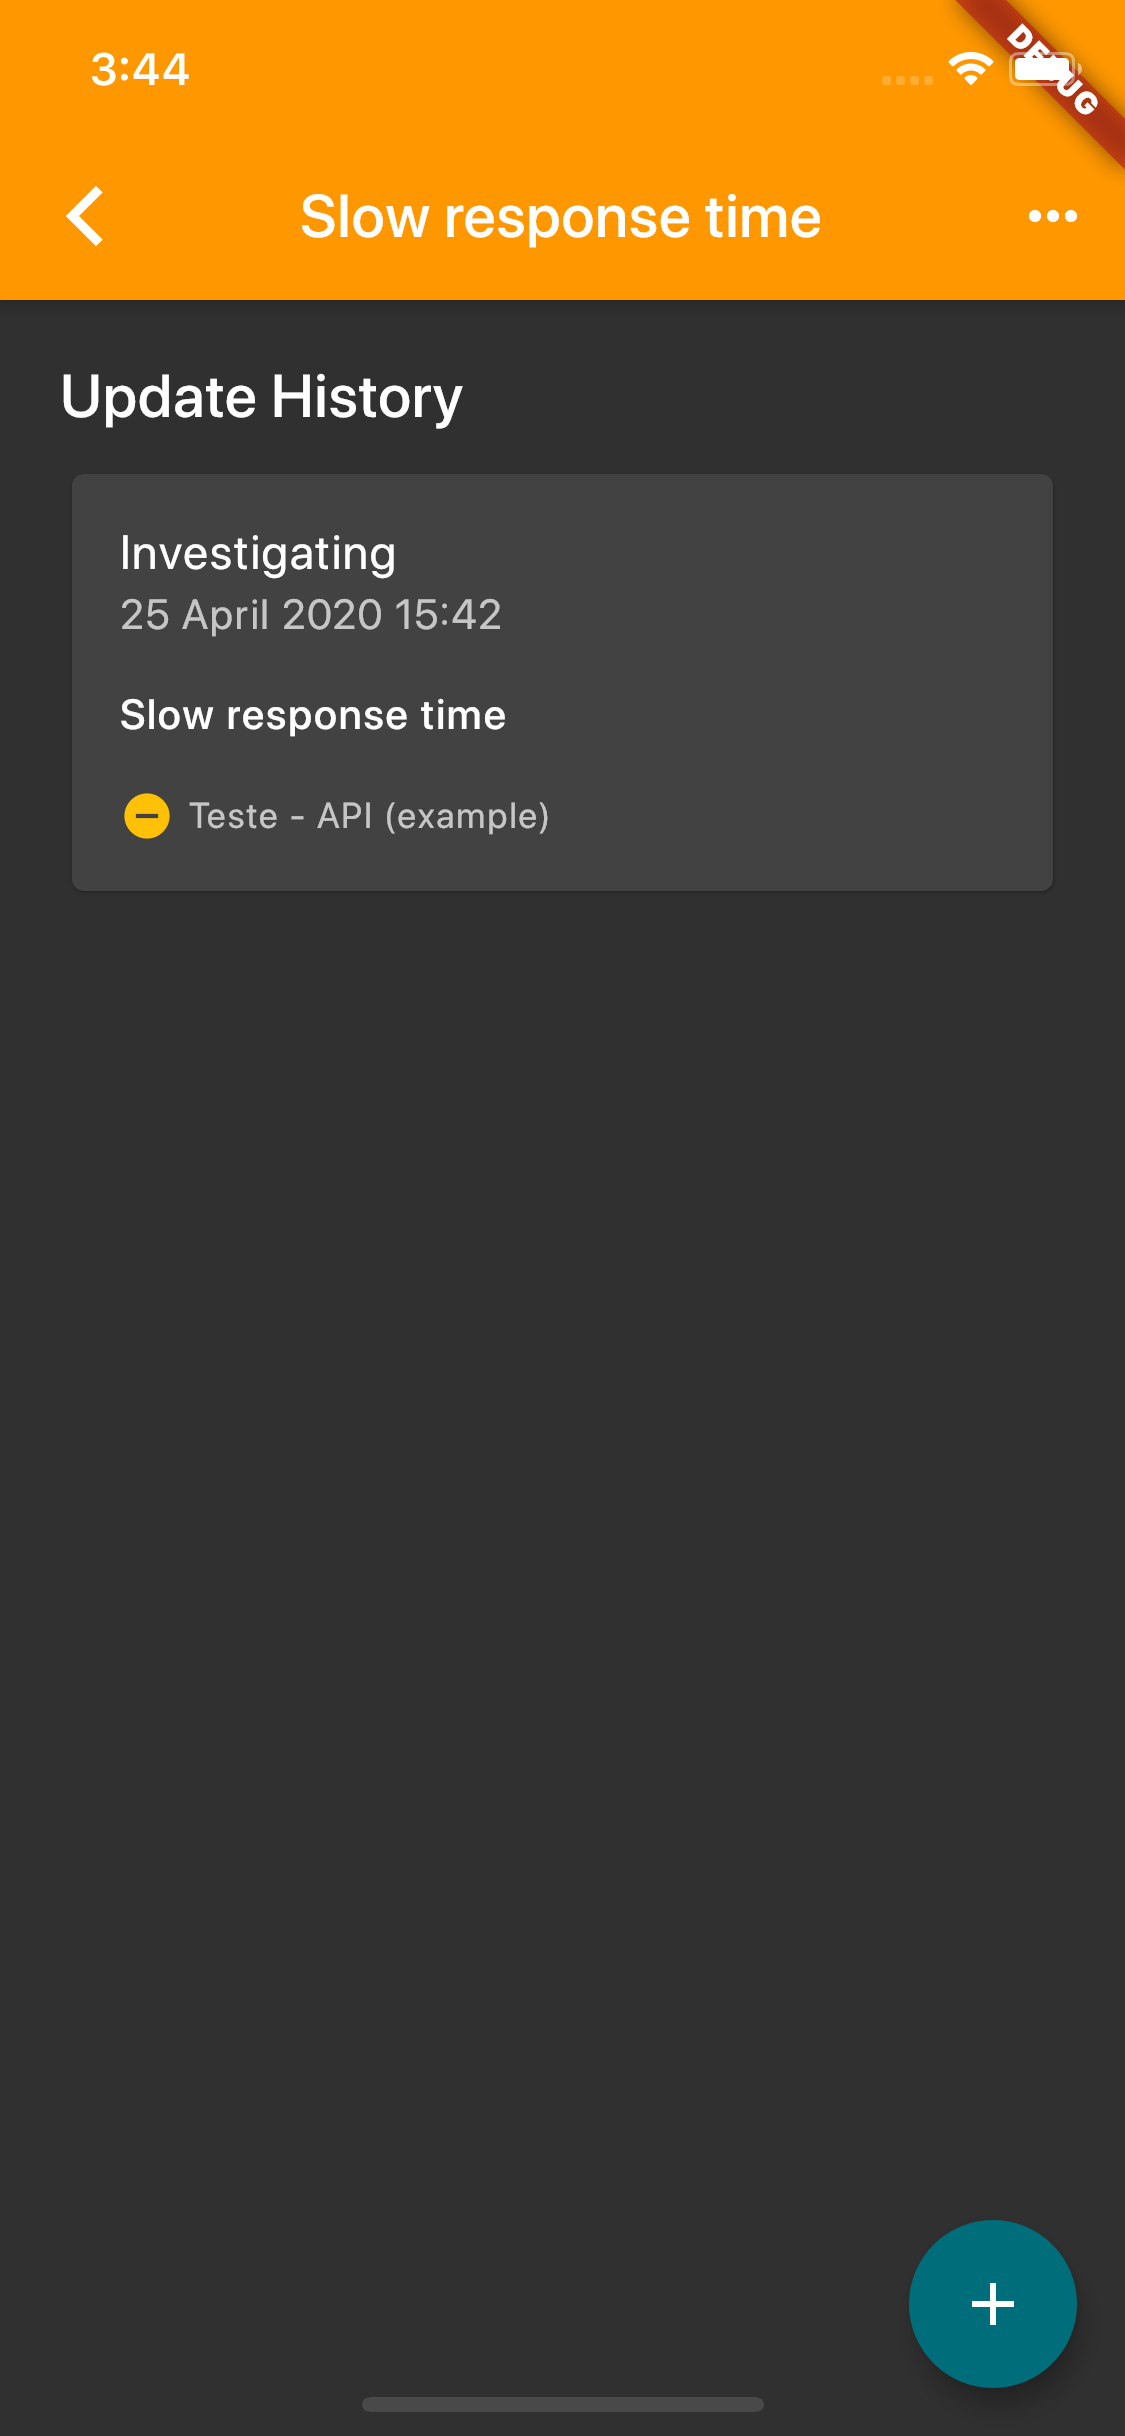 3:44
DEBUG
Slow response time
Update History
Investigating
25 April 2020 15:42
Slow response time
Teste - API (example)